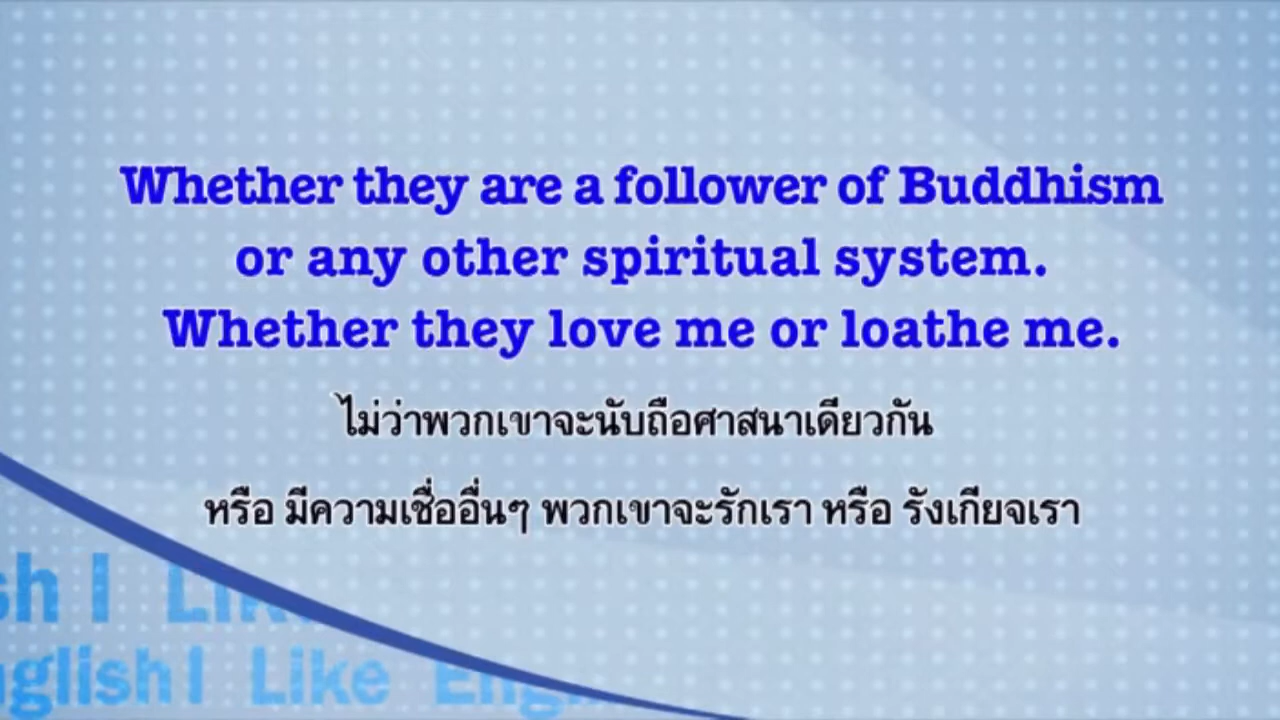 Whether they are a follower of Buddhism
or any other spiritual system.
Whether they love me or loathe me.
ไม่ว่าพวกเขาจะนับถือศาสนาเดียวกัน
หรือ มีความเชื่ออื่นๆ พวกเขาจะรักเรา หรือ รังเกียจเรา
sh I Like
nglish I Like Eng